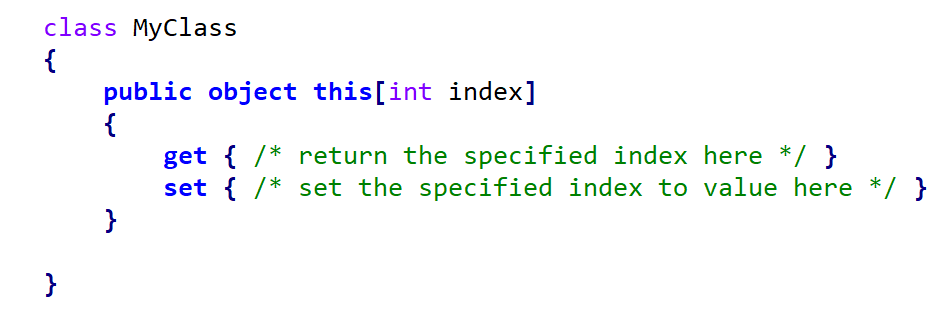 class MyClass
{
    public object this[int index]
    {
        get { /* return the specified index here */ }
        set { /* set the specified index to value here */ }
    }

}